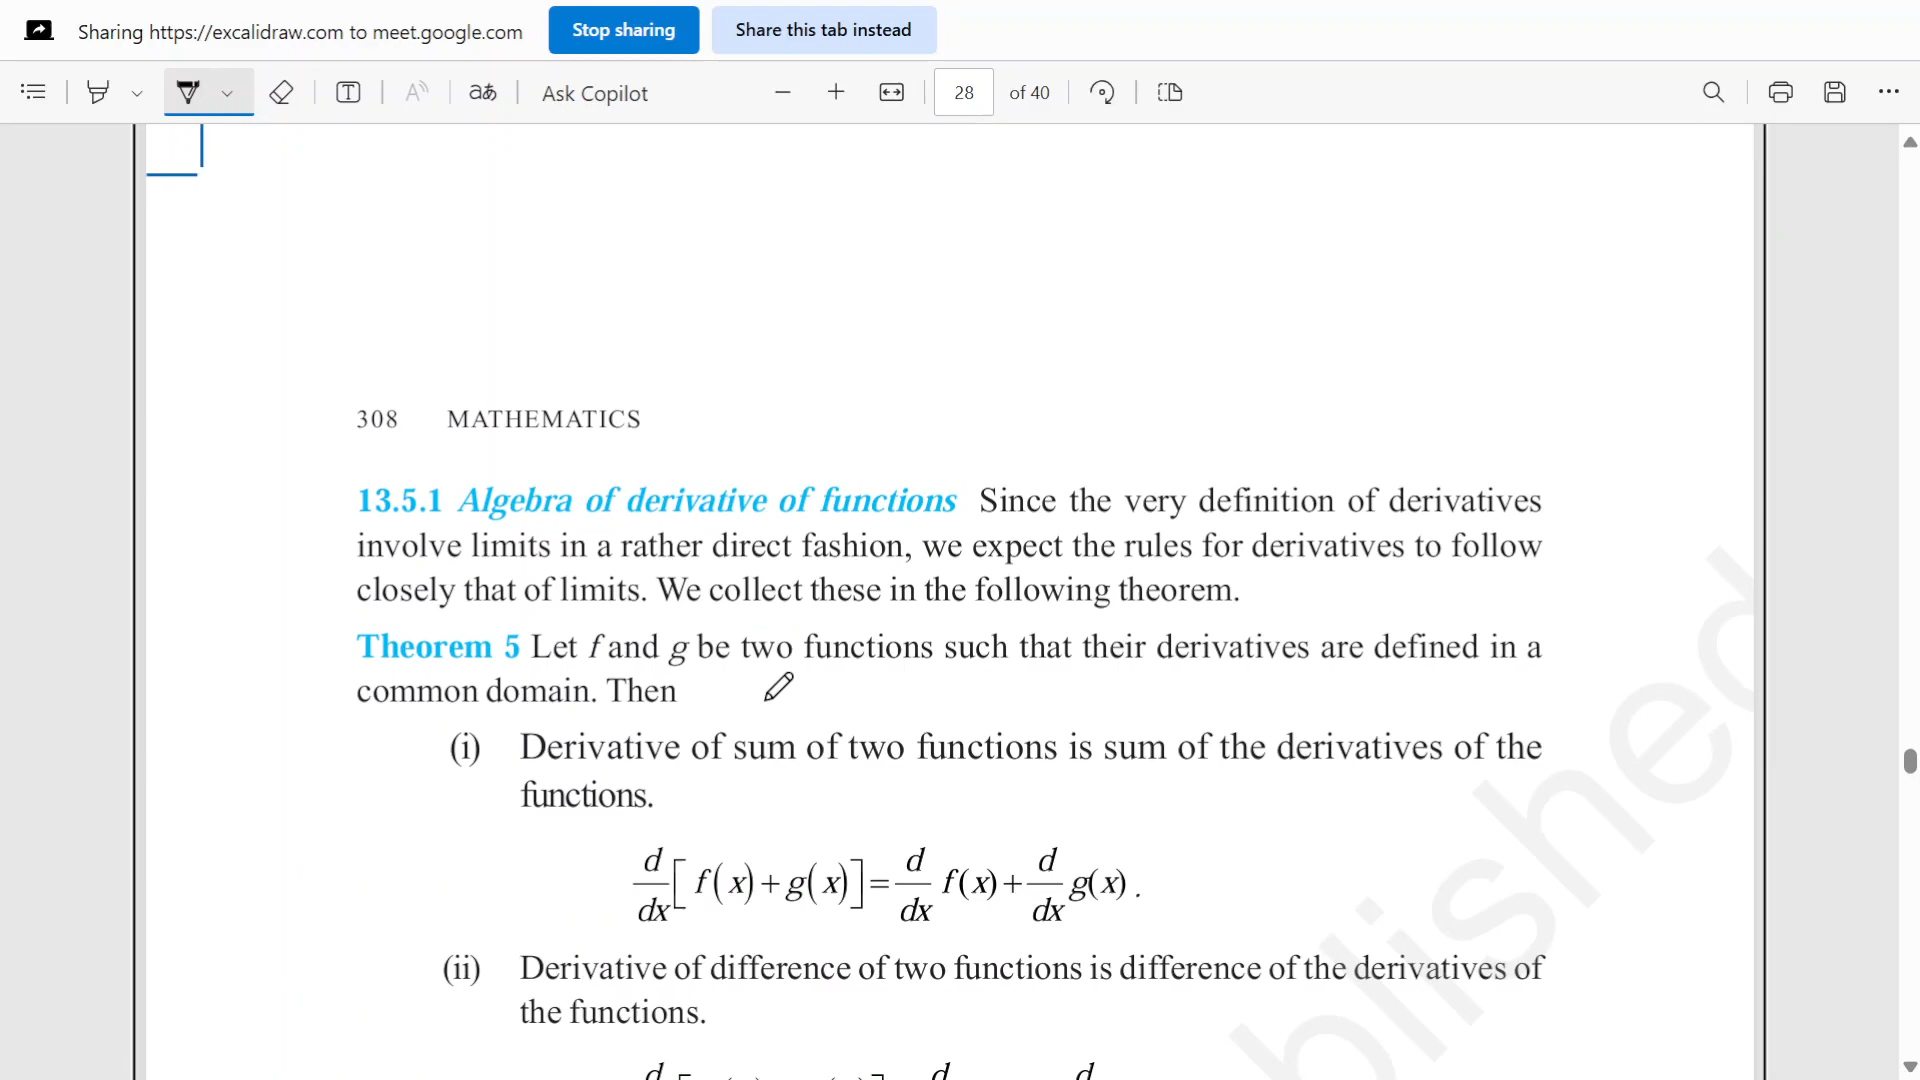 Sharing https://excalidraw.com to meet.google.com Stop sharing Share this tab instead
aあ Ask Copilot 28 of 40
308 MATHEMATICS
13.5.1 Algebra of derivative of functions Since the very definition of derivatives
involve limits in a rather direct fashion, we expect the rules for derivatives to follow
closely that of limits. We collect these in the following theorem.
Theorem 5 Let f and g be two functions such that their derivatives are defined in a
common domain. Then
(i) Derivative of sum of two functions is sum of the derivatives of the
functions.
d/dx [ f(x) + g(x) ] = d/dx f(x) + d/dx g(x) .
(ii) Derivative of difference of two functions is difference of the derivatives of
the functions.